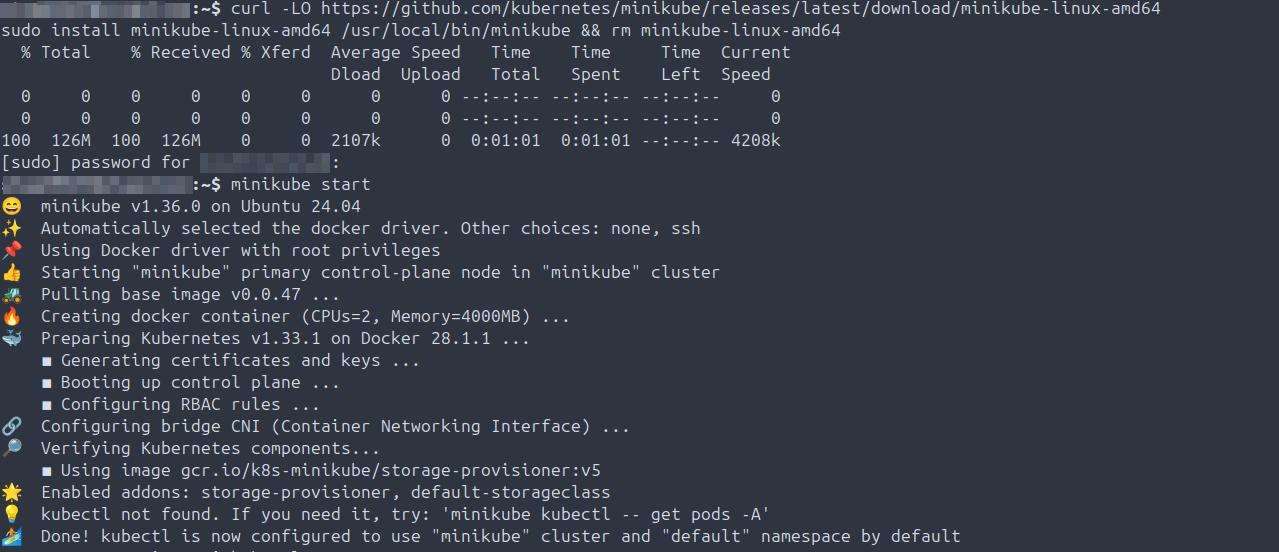 :~$ curl -LO https://github.com/kubernetes/minikube/releases/latest/download/minikube-linux-amd64
sudo install minikube-linux-amd64 /usr/local/bin/minikube && rm minikube-linux-amd64
% Total % Received % Xferd Average Speed Time Time Time Current
Dload Upload Total Spent Left Speed
0 0 0 0 0 0 0 0 --:--:-- --:--:-- --:--:-- 0
0 0 0 0 0 0 0 0 --:--:-- --:--:-- --:--:-- 0
100 126M 100 126M 0 0 2107k 0 0:01:01 0:01:01 --:--:-- 4208k
[sudo] password for :
:~$ minikube start
😄 minikube v1.36.0 on Ubuntu 24.04
✨ Automatically selected the docker driver. Other choices: none, ssh
📌 Using Docker driver with root privileges
👍 Starting "minikube" primary control-plane node in "minikube" cluster
🚜 Pulling base image v0.0.47 ...
🔥 Creating docker container (CPUs=2, Memory=4000MB) ...
🐳 Preparing Kubernetes v1.33.1 on Docker 28.1.1 ...
▪ Generating certificates and keys ...
▪ Booting up control plane ...
▪ Configuring RBAC rules ...
🔗 Configuring bridge CNI (Container Networking Interface) ...
🔎 Verifying Kubernetes components...
▪ Using image gcr.io/k8s-minikube/storage-provisioner:v5
🌟 Enabled addons: storage-provisioner, default-storageclass
💡 kubectl not found. If you need it, try: 'minikube kubectl -- get pods -A'
🏄 Done! kubectl is now configured to use "minikube" cluster and "default" namespace by default